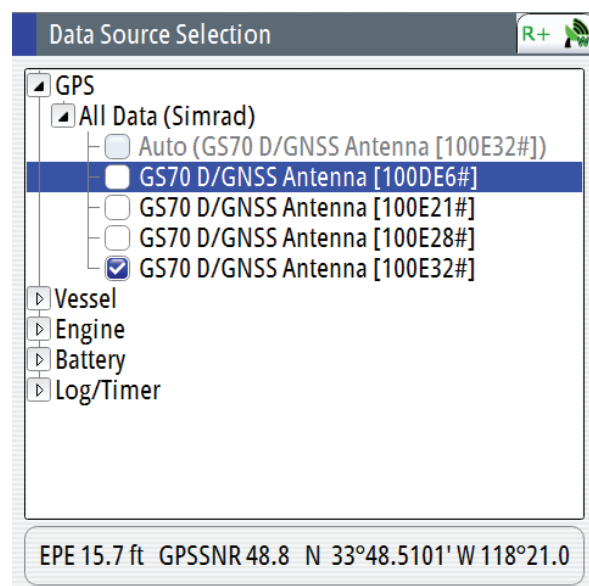 Data Source Selection R+
GPS
All Data (Simrad)
Auto (GS70 D/GNSS Antenna [100E32#])
GS70 D/GNSS Antenna [100DE6#]
GS70 D/GNSS Antenna [100E21#]
GS70 D/GNSS Antenna [100E28#]
GS70 D/GNSS Antenna [100E32#]
Vessel
Engine
Battery
Log/Timer
EPE 15.7 ft GPSSNR 48.8 N 33°48.5101' W 118°21.0